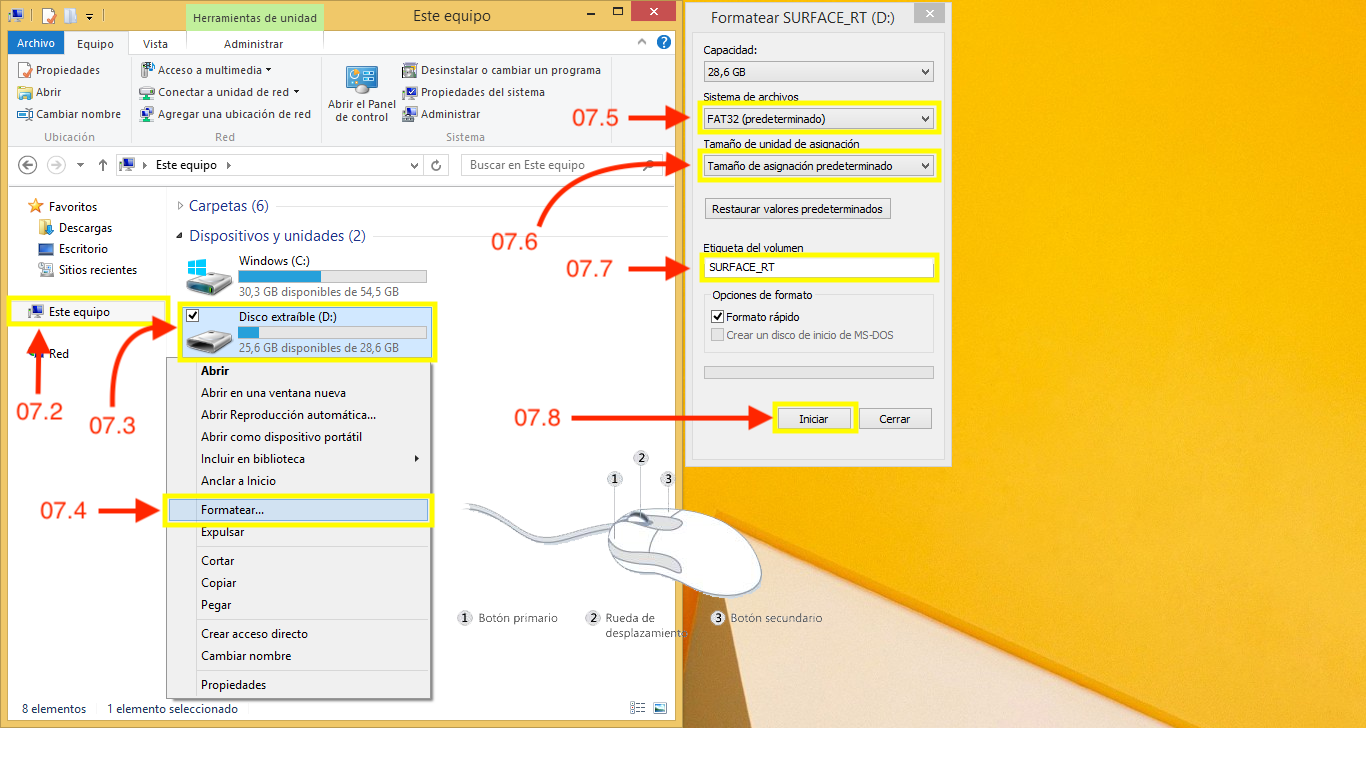 Herramientas de unidad
Este equipo
Archivo
Equipo
Vista
Administrar
Propiedades
Abrir
Cambiar nombre
Ubicación
Acceso a multimedia
Conectar a unidad de red
Agregar una ubicación de red
Red
Abrir el Panel
de control
Desinstalar o cambiar un programa
Propiedades del sistema
Administrar
Sistema
Este equipo
Buscar en Este equipo
Favoritos
Descargas
Escritorio
Sitios recientes
Este equipo
Red
Carpetas (6)
Dispositivos y unidades (2)
Windows (C:)
30,3 GB disponibles de 54,5 GB
Disco extraíble (D:)
25,6 GB disponibles de 28,6 GB
07.2
07.3
07.4
Abrir
Abrir en una ventana nueva
Abrir Reproducción automática...
Abrir como dispositivo portátil
Incluir en biblioteca
Anclar a Inicio
Formatear...
Expulsar
Cortar
Copiar
Pegar
Crear acceso directo
Cambiar nombre
Propiedades
8 elementos
1 elemento seleccionado
Formatear SURFACE_RT (D:)
Capacidad:
28,6 GB
Sistema de archivos
07.5
FAT32 (predeterminado)
Tamaño de unidad de asignación
07.6
Tamaño de asignación predeterminado
Restaurar valores predeterminados
Etiqueta del volumen
07.7
SURFACE_RT
Opciones de formato
Formato rápido
Crear un disco de inicio de MS-DOS
07.8
Iniciar
Cerrar
1
2
3
1 Botón primario
2 Rueda de
desplazamiento
3 Botón secundario